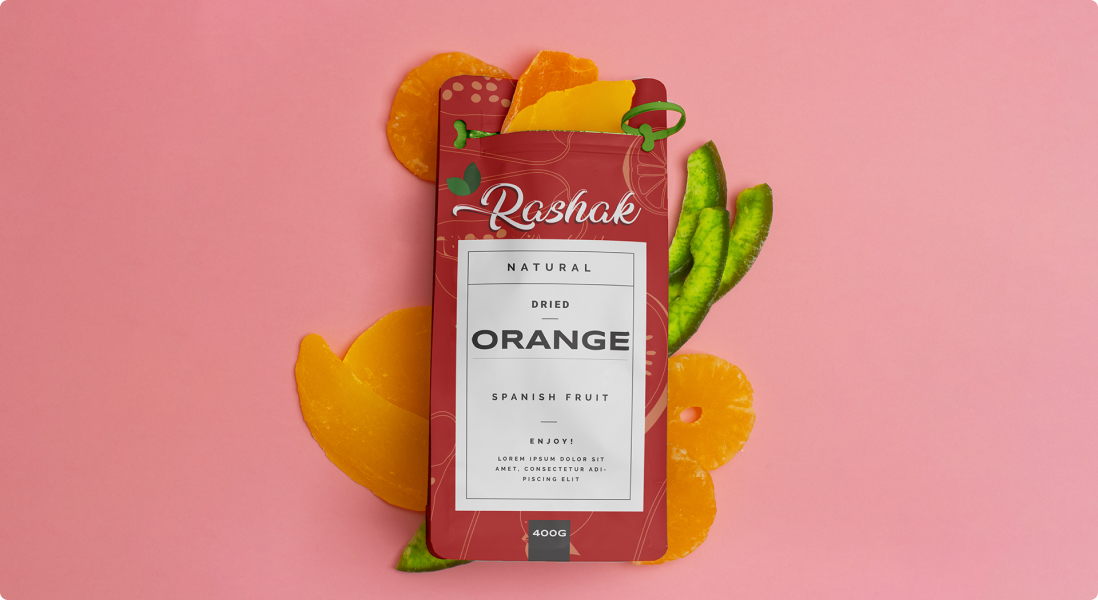 Rashak
NATURAL
DRIED
ORANGE
SPANISH FRUIT
ENJOY!
LOREM IPSUM DOLOR SIT
AMET, CONSECTETUR ADI-
PISCING ELIT
400G